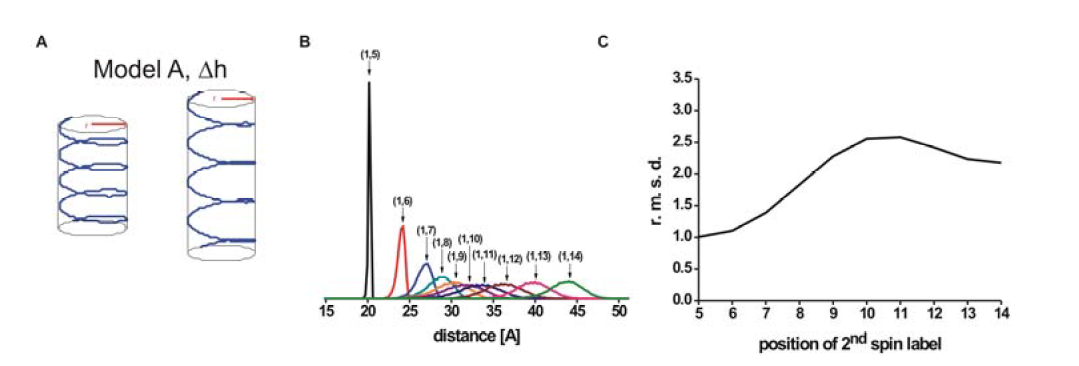 A
Model A, Δh
r
r
B
(1,5)
(1,6)
(1,7)
(1,8)
(1,9)
(1,10)
(1,11)
(1,12)
(1,13)
(1,14)
15 20 25 30 35 40 45 50
distance [A]
C
3.5
3.0
2.5
2.0
1.5
1.0
0.5
0.0
r. m. s. d.
5 6 7 8 9 10 11 12 13 14
position of 2nd spin label